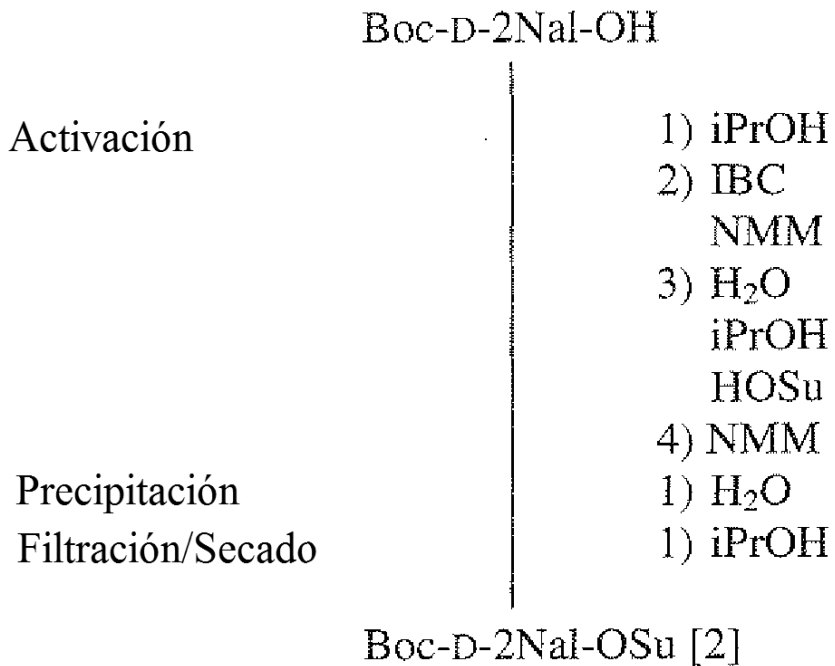 Boc-D-2Nal-OH
Activación 1) iPrOH
2) IBC
NMM
3) H₂O
iPrOH
HOSu
4) NMM
Precipitación 1) H₂O
Filtración/Secado 1) iPrOH
Boc-D-2Nal-OSu [2]